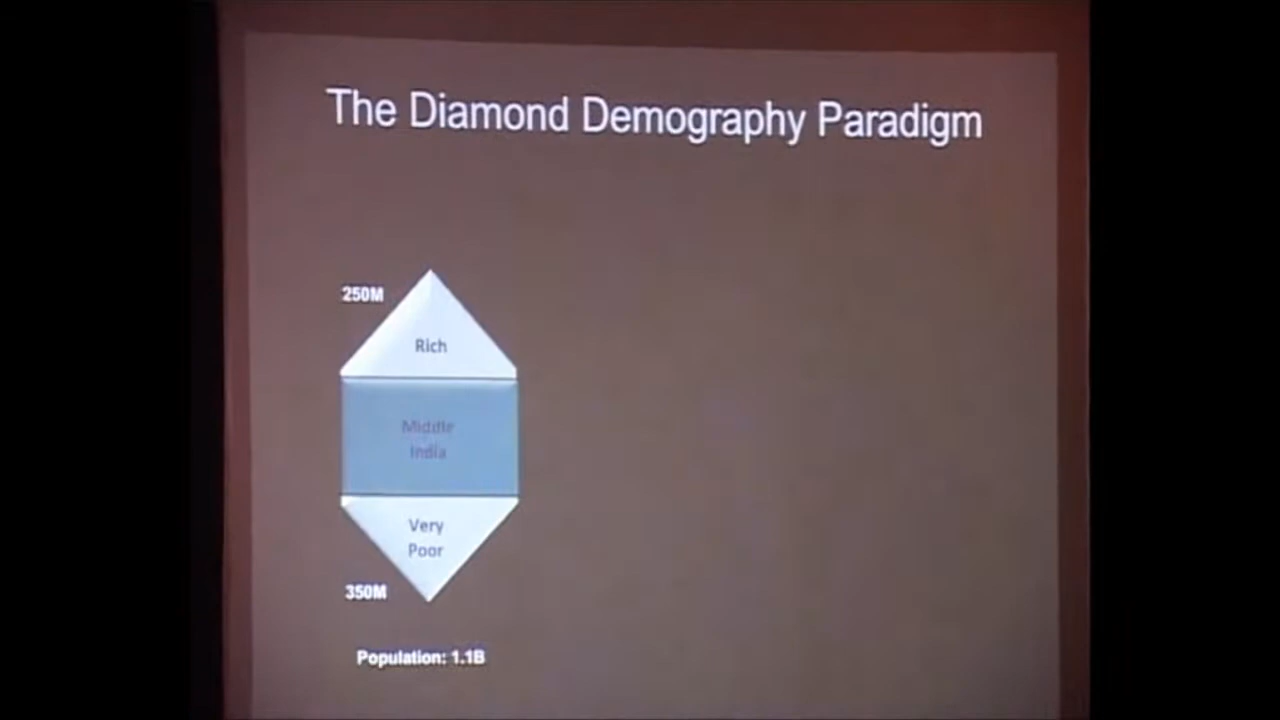 The Diamond Demography Paradigm
250M
Rich
Middle
India
Very
Poor
350M
Population: 1.1B